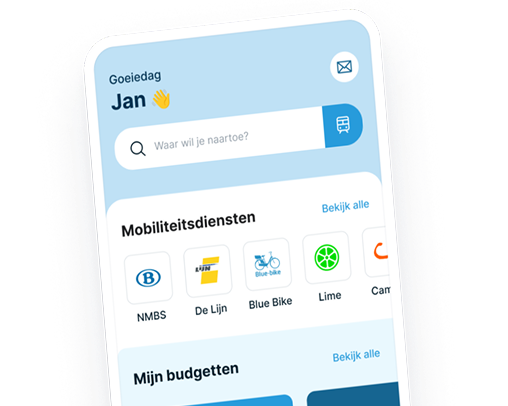 Goeiedag
Jan 👋
Waar wil je naartoe?
Mobiliteitsdiensten
Bekijk alle
B
LIJN
Blue-bike
NMBS
De Lijn
Blue Bike
Lime
Cam
Mijn budgetten
Bekijk alle